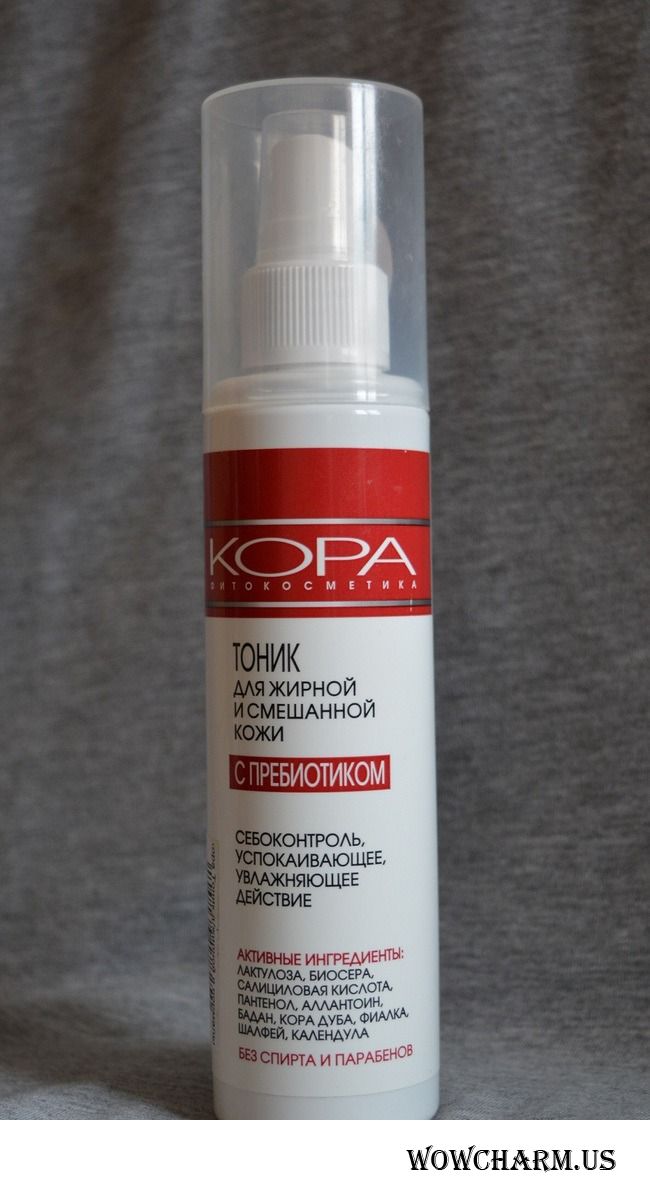 КОРА
ФИТОКОСМЕТИКА
ТОНИК
ДЛЯ ЖИРНОЙ
И СМЕШАННОЙ
КОЖИ
С ПРЕБИОТИКОМ
СЕБОКОНТРОЛЬ,
УСПОКАИВАЮЩЕЕ,
УВЛАЖНЯЮЩЕЕ
ДЕЙСТВИЕ
АКТИВНЫЕ ИНГРЕДИЕНТЫ:
ЛАКТУЛОЗА, БИОСЕРА,
САЛИЦИЛОВАЯ КИСЛОТА,
ПАНТЕНОЛ, АЛЛАНТОИН,
БАДАН, КОРА ДУБА, ФИАЛКА,
ШАЛФЕЙ, КАЛЕНДУЛА
БЕЗ СПИРТА И ПАРАБЕНОВ
WOWCHARM.US